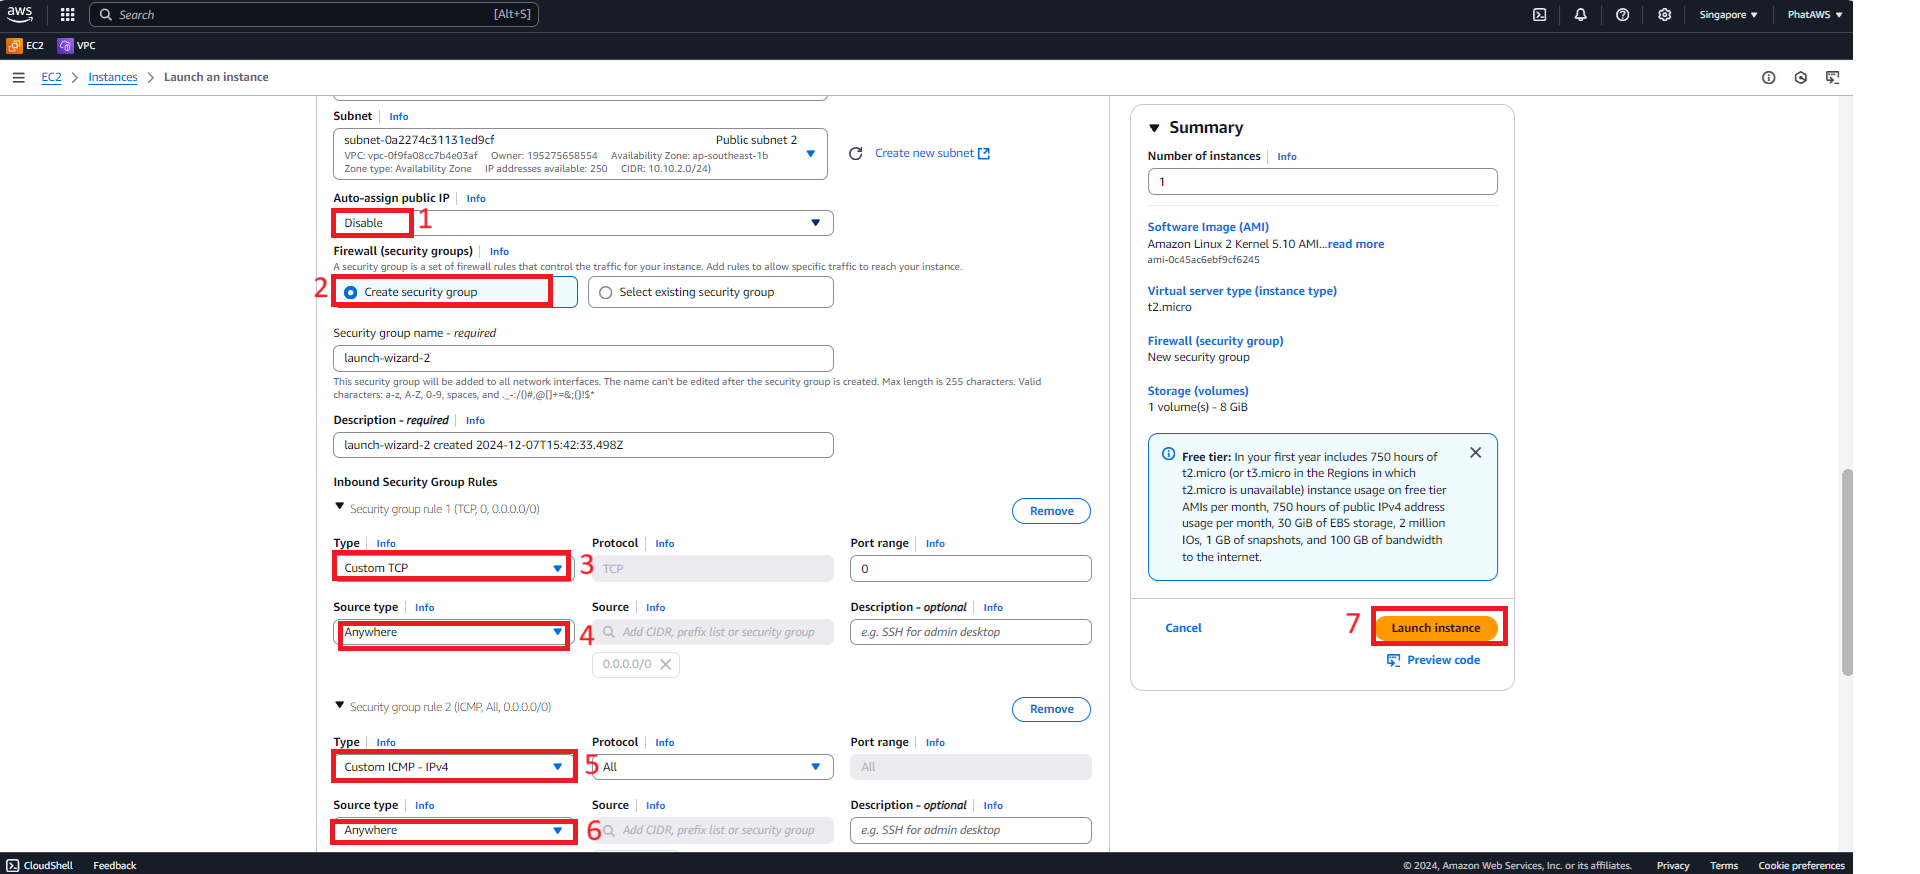 aws
Search [Alt+S] Singapore PhatAWS
EC2 VPC
EC2 Instances Launch an instance
Subnet Info
subnet-0a2274c31131ed9cf Public subnet 2
VPC: vpc-0f9fa08cc7b4e03af Owner: 195275658554 Availability Zone: ap-southeast-1b
Zone type: Availability Zone IP addresses available: 250 CIDR: 10.10.2.0/24)
Create new subnet
Auto-assign public IP Info
Disable 1
Firewall (security groups) Info
A security group is a set of firewall rules that control the traffic for your instance. Add rules to allow specific traffic to reach your instance.
2 Create security group Select existing security group
Security group name - required
launch-wizard-2
This security group will be added to all network interfaces. The name can't be edited after the security group is created. Max length is 255 characters. Valid
characters: a-z, A-Z, 0-9, spaces, and ._-:/()#,@[]+=&;{}!$*
Description - required Info
launch-wizard-2 created 2024-12-07T15:42:33.498Z
Inbound Security Group Rules
Security group rule 1 (TCP, 0, 0.0.0.0/0) Remove
Type Info Protocol Info Port range Info
Custom TCP 3 TCP 0
Source type Info Source Info Description - optional Info
Anywhere 4 Add CIDR, prefix list or security group e.g. SSH for admin desktop
0.0.0.0/0
Security group rule 2 (ICMP, All, 0.0.0.0/0) Remove
Type Info Protocol Info Port range Info
Custom ICMP - IPv4 5 All All
Source type Info Source Info Description - optional Info
Anywhere 6 Add CIDR, prefix list or security group e.g. SSH for admin desktop
Summary
Number of instances Info
1
Software Image (AMI)
Amazon Linux 2 Kernel 5.10 AMI...read more
ami-0c45ac6ebf9cf6245
Virtual server type (instance type)
t2.micro
Firewall (security group)
New security group
Storage (volumes)
1 volume(s) - 8 GiB
Free tier: In your first year includes 750 hours of
t2.micro (or t3.micro in the Regions in which
t2.micro is unavailable) instance usage on free tier
AMIs per month, 750 hours of public IPv4 address
usage per month, 30 GiB of EBS storage, 2 million
IOs, 1 GB of snapshots, and 100 GB of bandwidth
to the internet.
Cancel 7 Launch instance
Preview code
CloudShell Feedback © 2024, Amazon Web Services, Inc. or its affiliates. Privacy Terms Cookie preferences